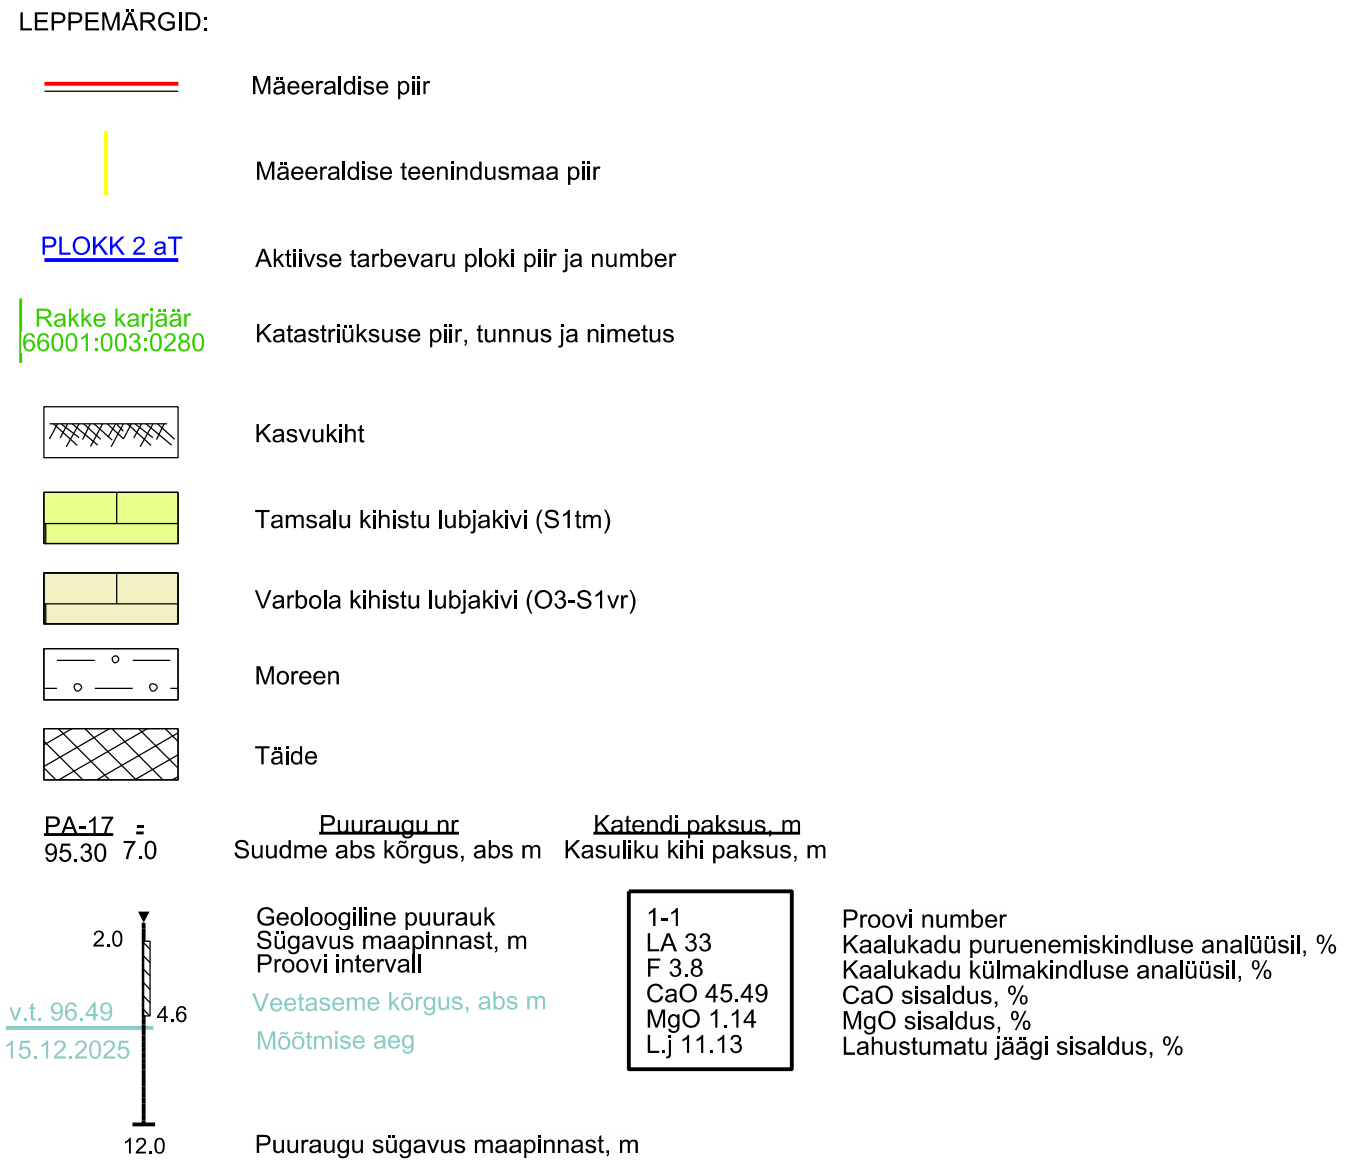 LEPPEMÄRGID:
Mäeeraldise piir
Mäeeraldise teenindusmaa piir
PLOKK 2 aT
Aktiivse tarbevaru ploki piir ja number
Rakke karjäär
66001:003:0280
Katastriüksuse piir, tunnus ja nimetus
Kasvukiht
Tamsalu kihistu lubjakivi (S1tm)
Varbola kihistu lubjakivi (O3-S1vr)
Moreen
Täide
PA-17 - Puuraugu nr Katendi paksus, m
95.30 7.0 Suudme abs kõrgus, abs m Kasuliku kihi paksus, m
Geoloogiline puurauk
2.0 Sügavus maapinnast, m
Proovi intervall
v.t. 96.49 4.6 Veetaseme kõrgus, abs m
15.12.2025 Mõõtmise aeg
12.0 Puuraugu sügavus maapinnast, m
1-1 Proovi number
LA 33 Kaalukadu puruenemiskindluse analüüsil, %
F 3.8 Kaalukadu külmakindluse analüüsil, %
CaO 45.49 CaO sisaldus, %
MgO 1.14 MgO sisaldus, %
L.j 11.13 Lahustumatu jäägi sisaldus, %